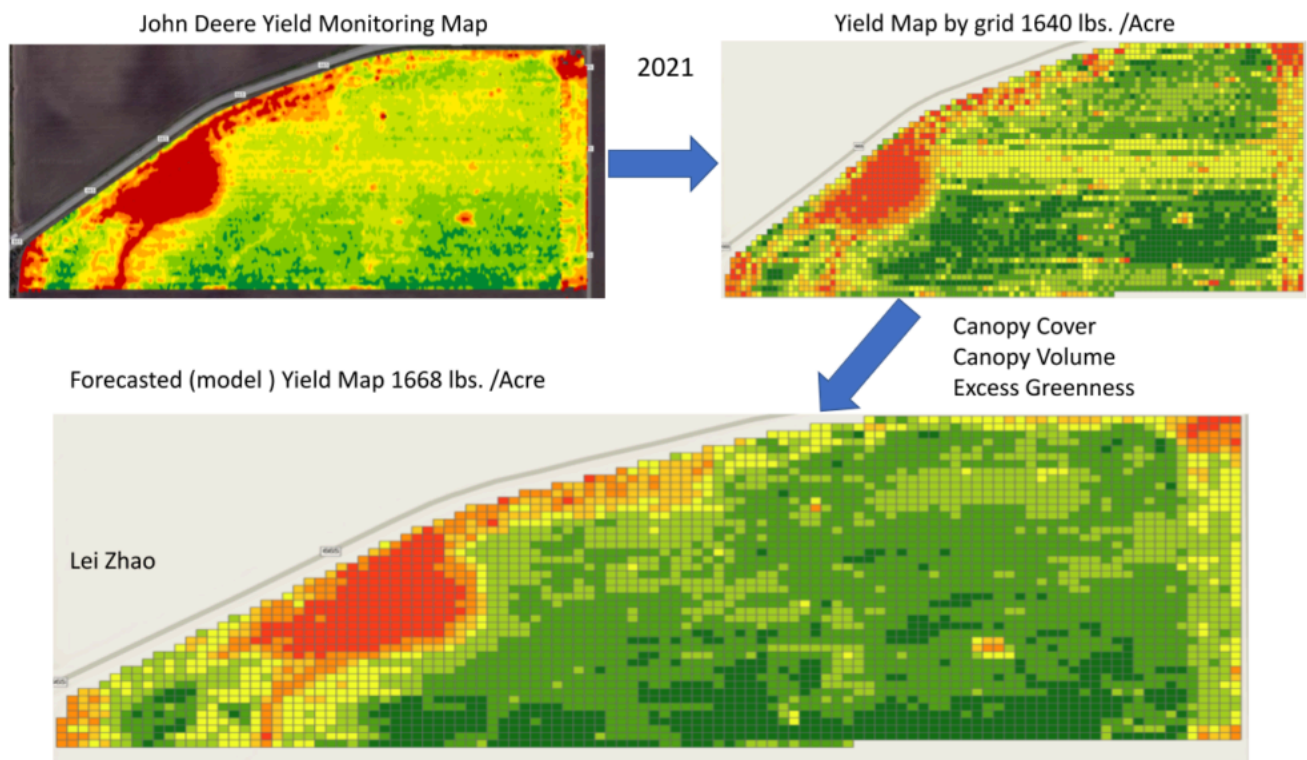 John Deere Yield Monitoring Map
Yield Map by grid 1640 lbs. /Acre
2021
Canopy Cover
Canopy Volume
Excess Greenness
Forecasted (model ) Yield Map 1668 lbs. /Acre
Lei Zhao